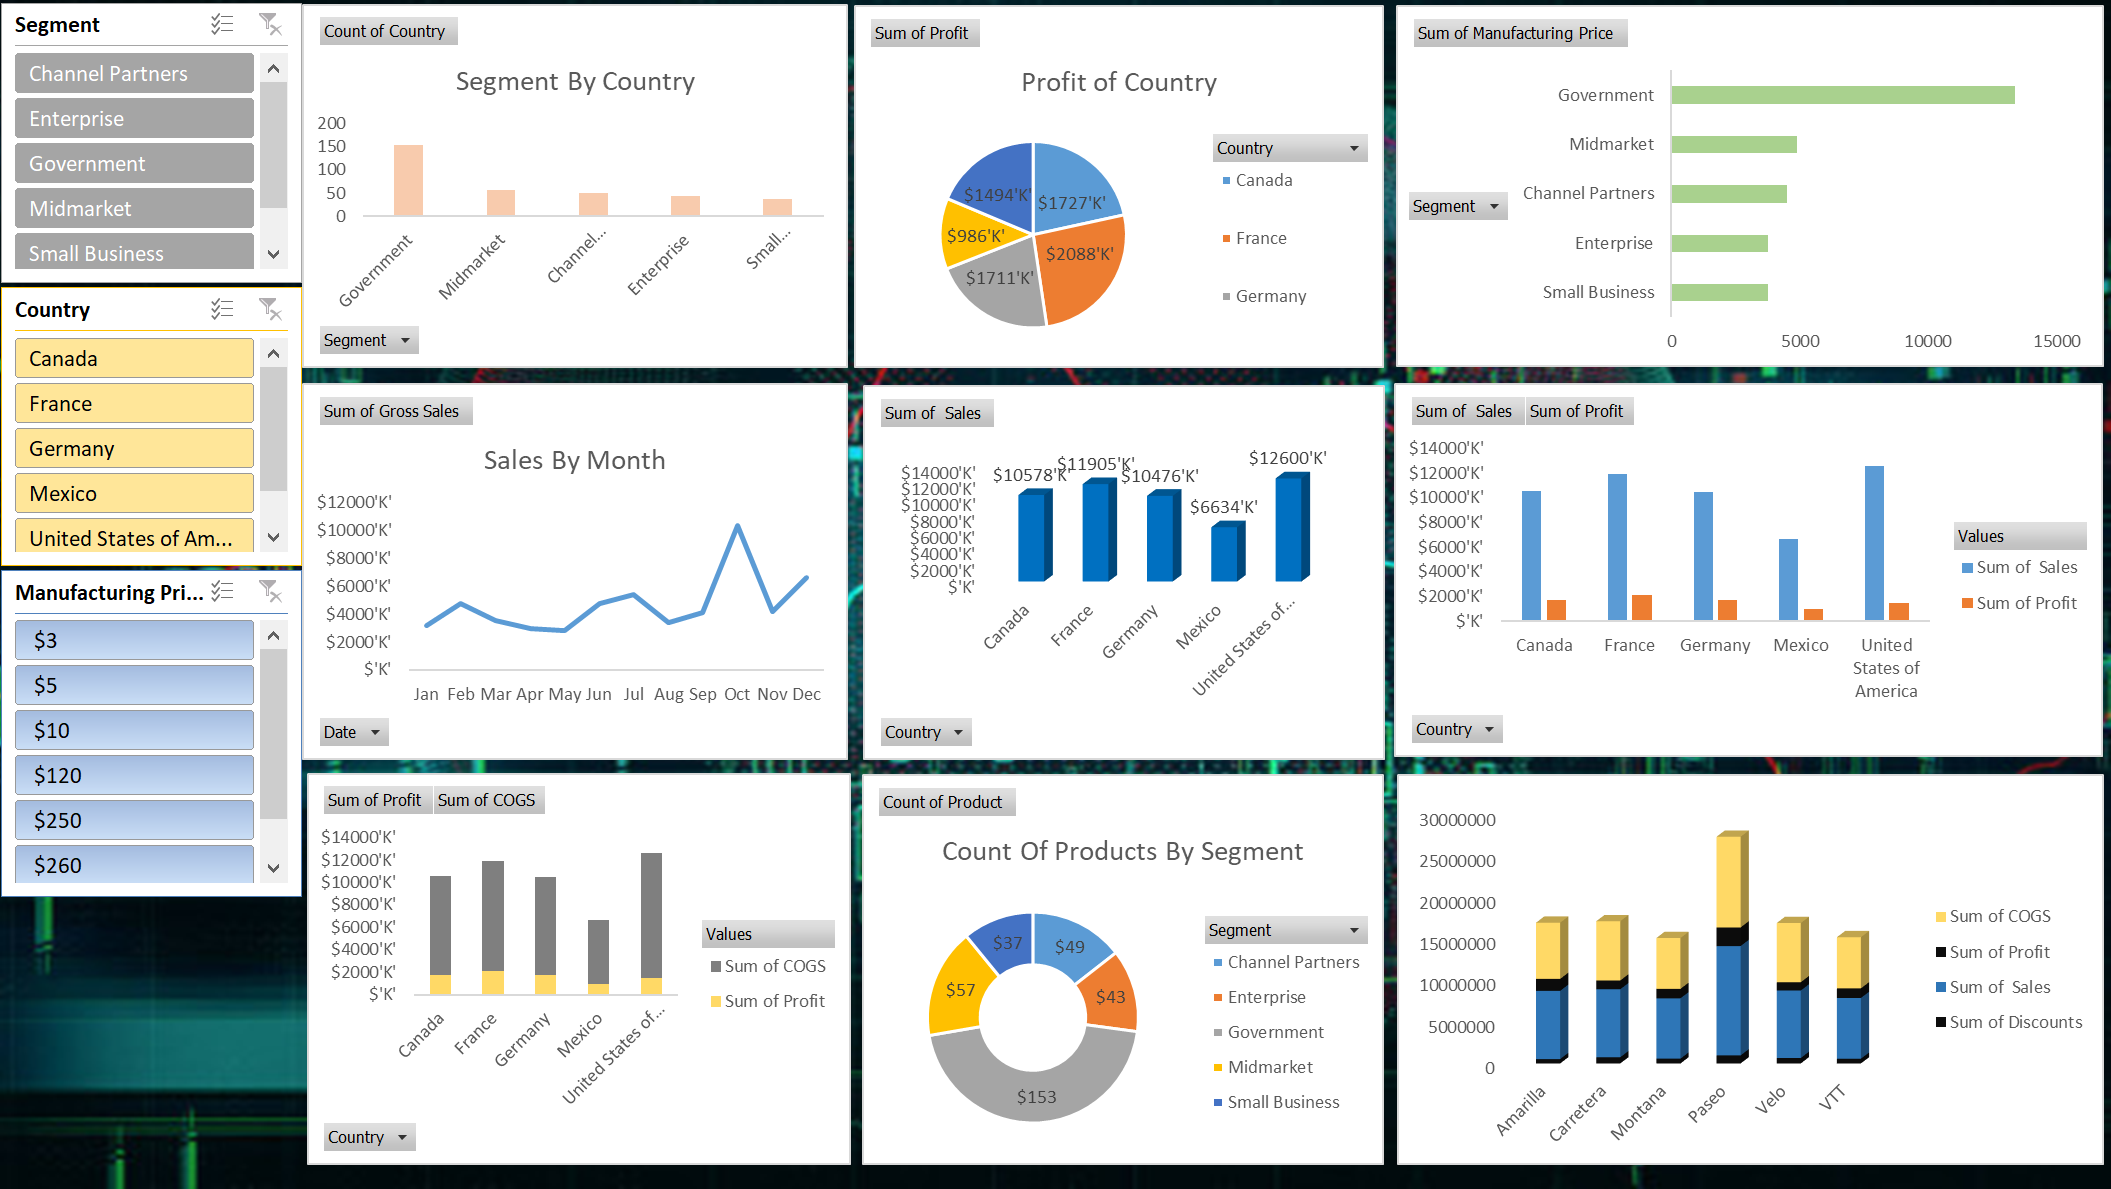 Segment
Channel Partners
Enterprise
Government
Midmarket
Small Business
Country
Canada
France
Germany
Mexico
United States of Am...
Manufacturing Pri...
$3
$5
$10
$120
$250
$260
Count of Country
Segment By Country
200
150
100
50
0
Government
Midmarket
Channel...
Enterprise
Small...
Segment
Sum of Profit
Profit of Country
$1494'K'
$1727'K'
$986'K'
$2088'K'
$1711'K'
Country
Canada
France
Germany
Sum of Manufacturing Price
Government
Midmarket
Channel Partners
Enterprise
Small Business
Segment
0 5000 10000 15000
Sum of Gross Sales
Sales By Month
$12000'K'
$10000'K'
$8000'K'
$6000'K'
$4000'K'
$2000'K'
$'K'
Jan Feb Mar Apr May Jun Jul Aug Sep Oct Nov Dec
Date
Sum of  Sales
$14000'K'
$12000'K'
$10000'K'
$8000'K'
$6000'K'
$4000'K'
$2000'K'
$'K'
$10578'K'
$11905'K'
$10476'K'
$6634'K'
$12600'K'
Canada
France
Germany
Mexico
United States of...
Country
Sum of  Sales Sum of Profit
$14000'K'
$12000'K'
$10000'K'
$8000'K'
$6000'K'
$4000'K'
$2000'K'
$'K'
Canada France Germany Mexico United
States of
America
Values
Sum of  Sales
Sum of Profit
Country
Sum of Profit Sum of COGS
$14000'K'
$12000'K'
$10000'K'
$8000'K'
$6000'K'
$4000'K'
$2000'K'
$'K'
Canada
France
Germany
Mexico
United States of...
Values
Sum of COGS
Sum of Profit
Country
Count of Product
Count Of Products By Segment
$37
$49
$57
$43
$153
Segment
Channel Partners
Enterprise
Government
Midmarket
Small Business
30000000
25000000
20000000
15000000
10000000
5000000
0
Amarilla
Carretera
Montana
Paseo
Velo
VTT
Sum of COGS
Sum of Profit
Sum of  Sales
Sum of Discounts